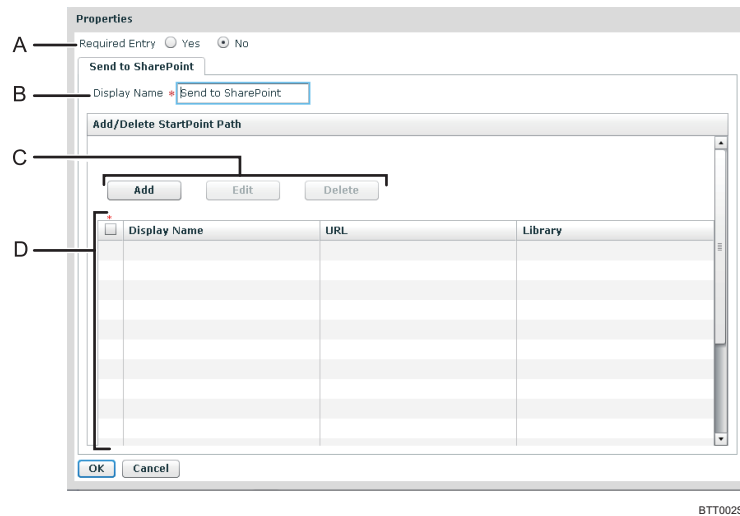 Properties
A
Required Entry Yes No
Send to SharePoint
B
Display Name * Send to SharePoint
Add/Delete StartPoint Path
C
Add Edit Delete
*
D
Display Name URL Library
OK Cancel